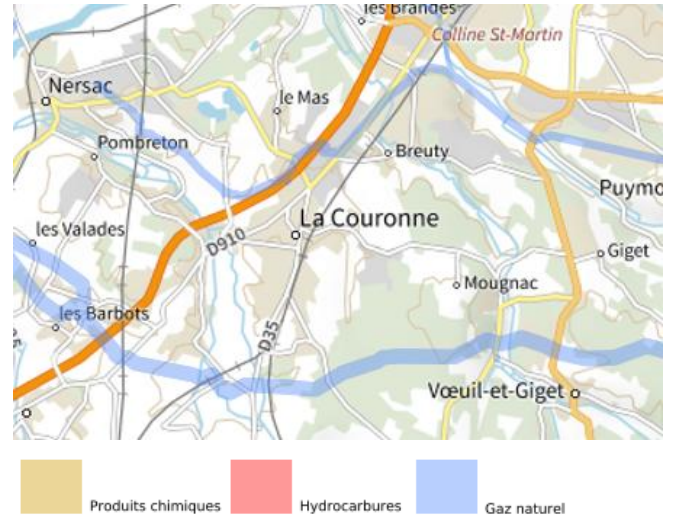 les Brandes
Colline St-Martin
Nersac
le Mas
Pombreton
Breuty
Puymo
La Couronne
les Valades
D910
Giget
Mougnac
les Barbots
D35
Vœuil-et-Giget
Produits chimiques
Hydrocarbures
Gaz naturel